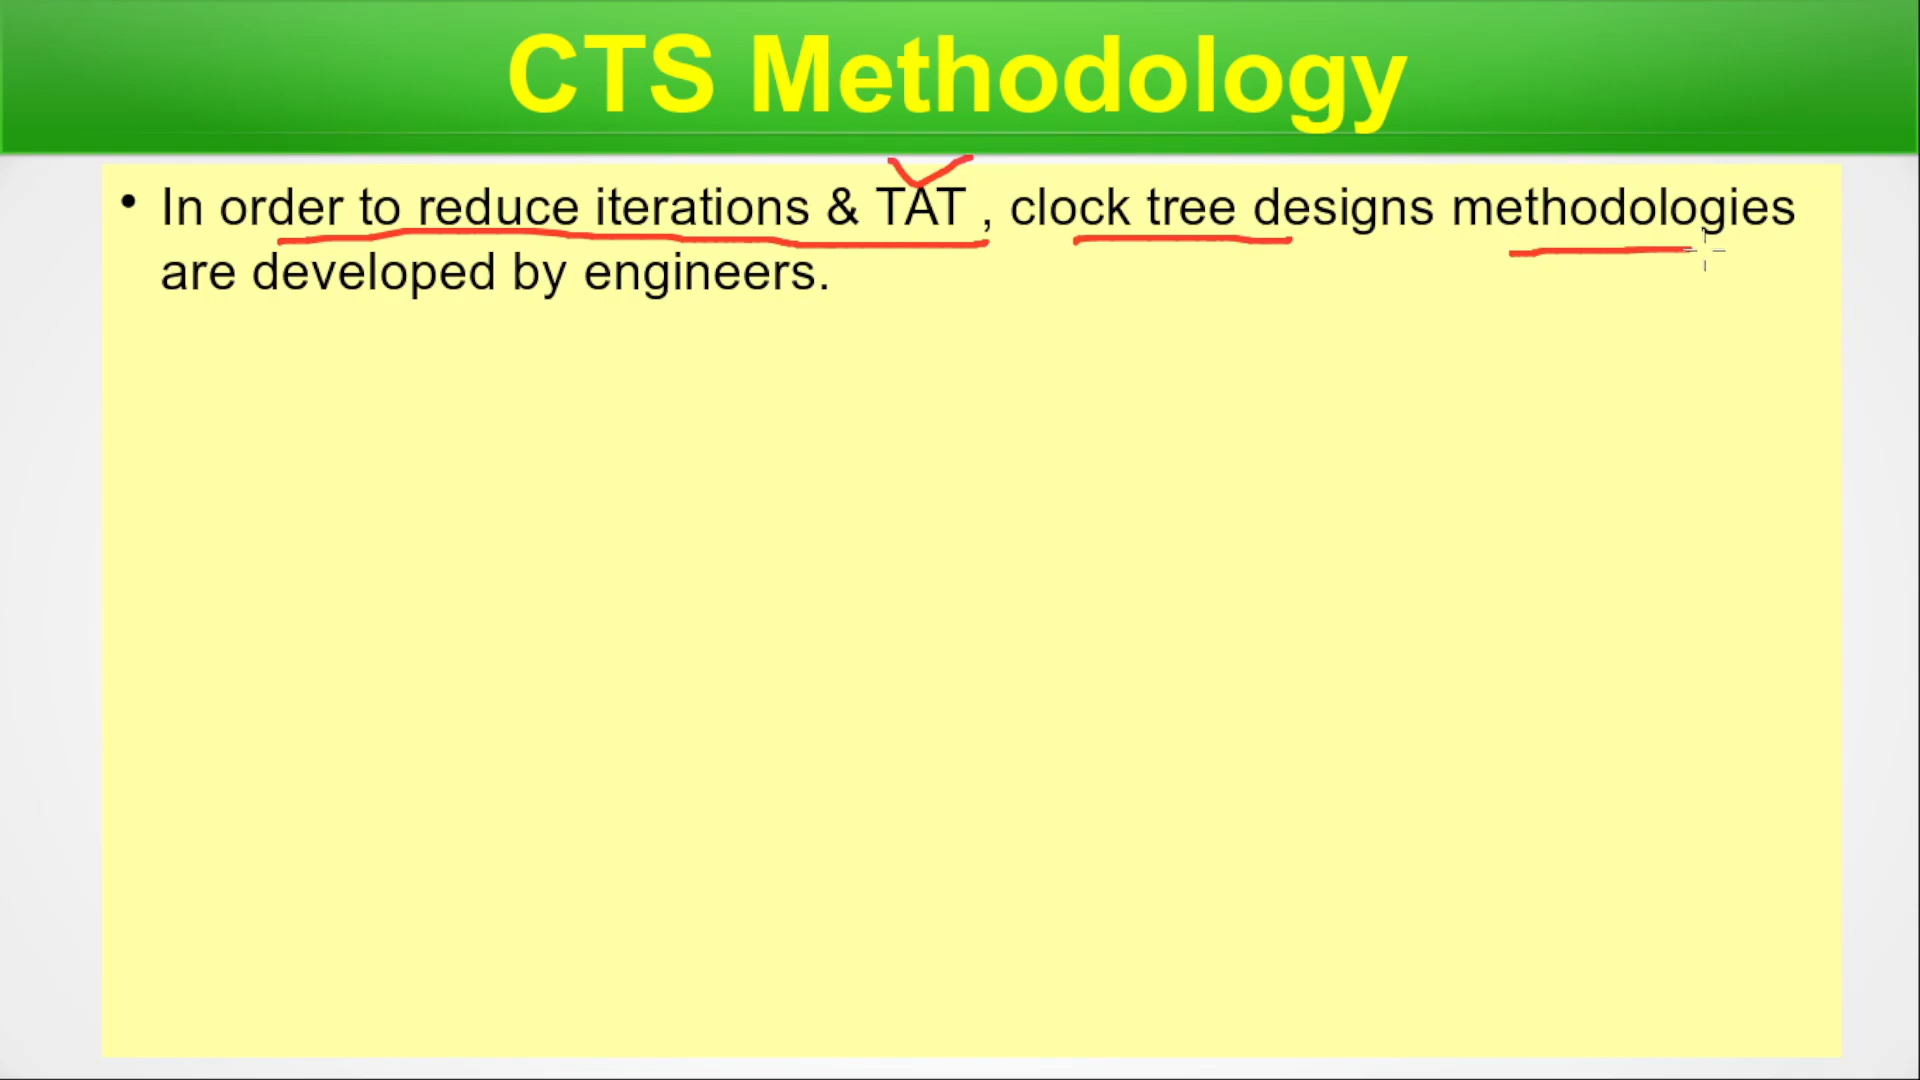 CTS Methodology
• In order to reduce iterations & TAT , clock tree designs methodologies
are developed by engineers.